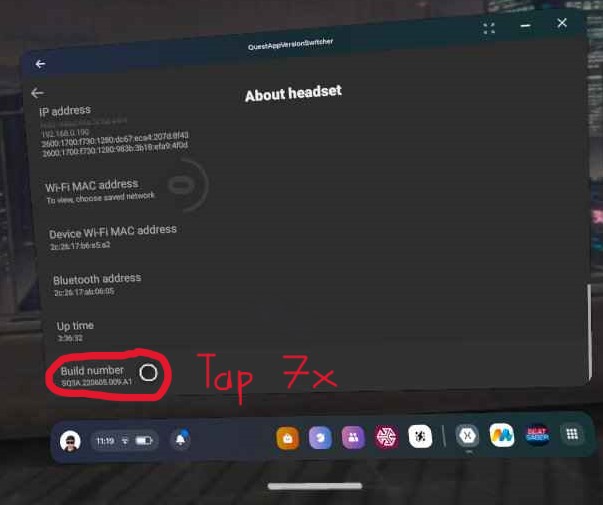 QuestAppVersionSwitcher
About headset
IP address
192.168.0.190
2600:1700:f730:1280:dc67:eca4:207d:8f43
2600:1700:f730:1280:983b:3b18:efa9:4f0d
Wi-Fi MAC address
To view, choose saved network
Device Wi-Fi MAC address
2c:26:17:b6:e5:a2
Bluetooth address
2c:26:17:ab:06:05
Up time
3:36:32
Build number
SQ3A.220605.009.A1
Tap 7x
11:19
BEAT
SABER